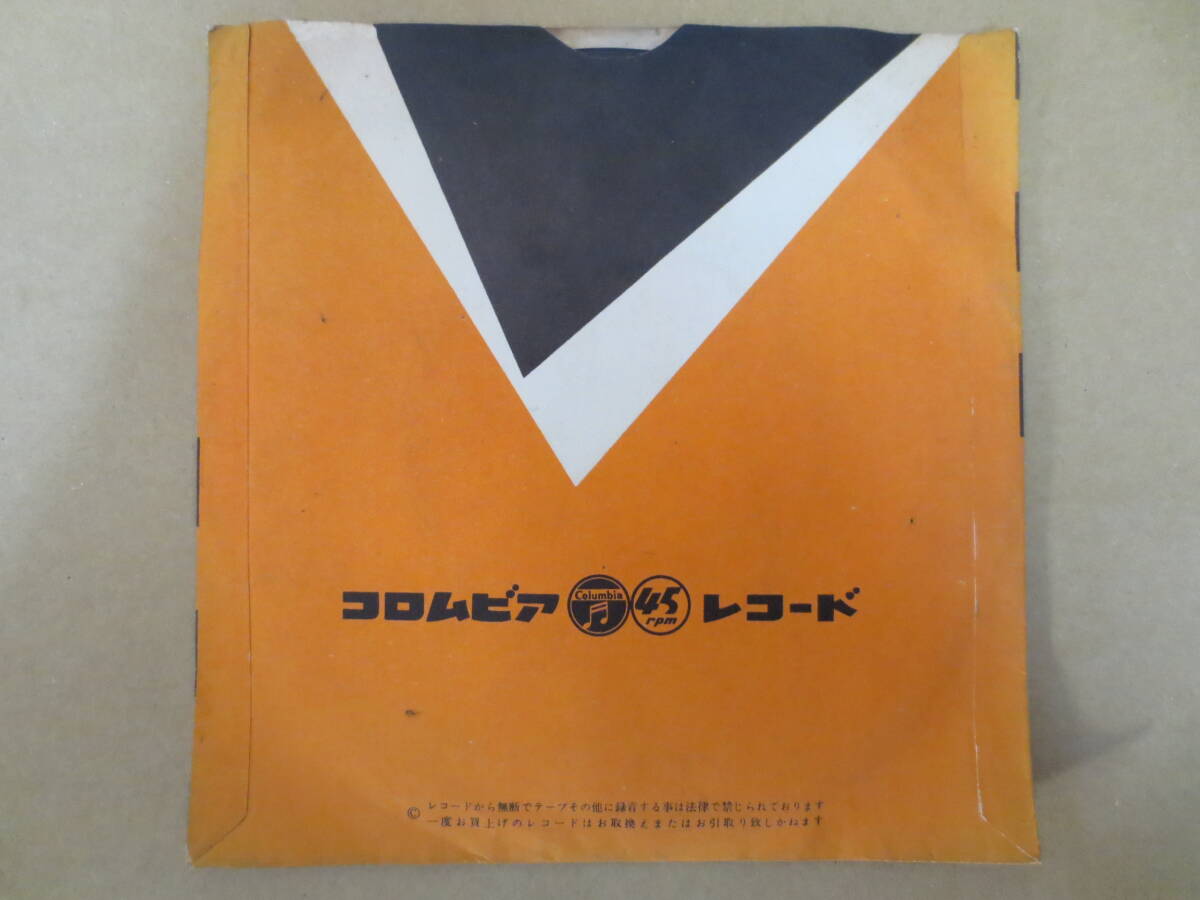 コロムビア Columbia 45 rpm レコード
© レコードから無断でテープその他に録音する事は法律で禁じられております
一度お買上げのレコードはお取換えまたはお引取り致しかねます